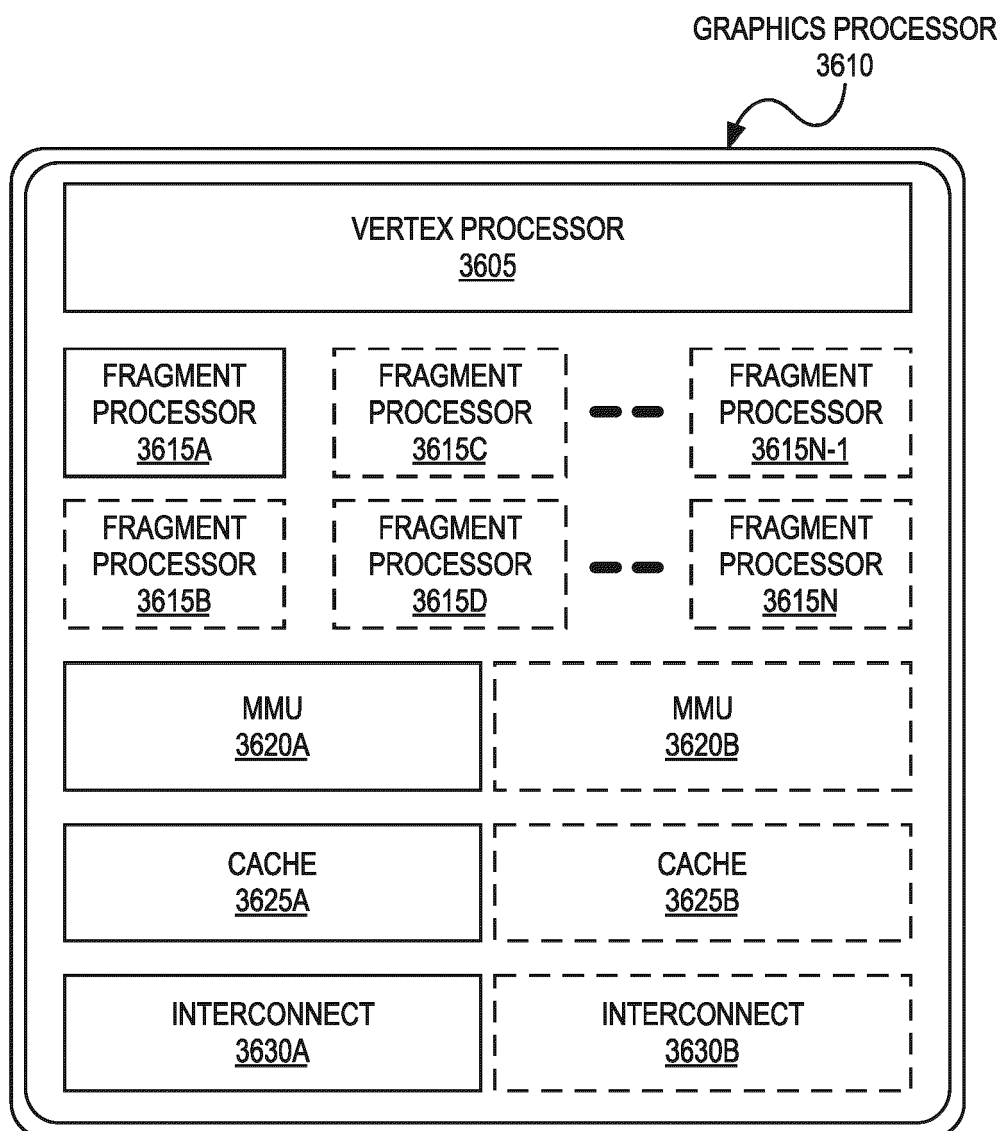 GRAPHICS PROCESSOR
3610
VERTEX PROCESSOR
3605
FRAGMENT
PROCESSOR
3615A
FRAGMENT
PROCESSOR
3615C
FRAGMENT
PROCESSOR
3615N-1
FRAGMENT
PROCESSOR
3615B
FRAGMENT
PROCESSOR
3615D
FRAGMENT
PROCESSOR
3615N
MMU
3620A
MMU
3620B
CACHE
3625A
CACHE
3625B
INTERCONNECT
3630A
INTERCONNECT
3630B